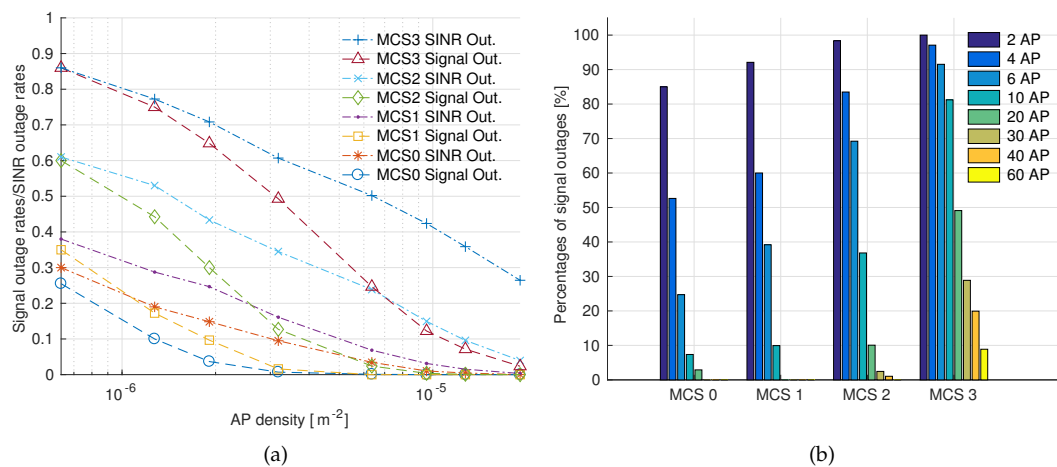 1
0.9
0.8
0.7
0.6
0.5
0.4
0.3
0.2
0.1
0
Signal outage rates/SINR outage rates
MCS3 SINR Out.
MCS3 Signal Out.
MCS2 SINR Out.
MCS2 Signal Out.
MCS1 SINR Out.
MCS1 Signal Out.
MCS0 SINR Out.
MCS0 Signal Out.
10^-6
10^-5
AP density [ m^-2]
(a)
100
90
80
70
60
50
40
30
20
10
0
Percentages of signal outages [%]
2 AP
4 AP
6 AP
10 AP
20 AP
30 AP
40 AP
60 AP
MCS 0
MCS 1
MCS 2
MCS 3
(b)